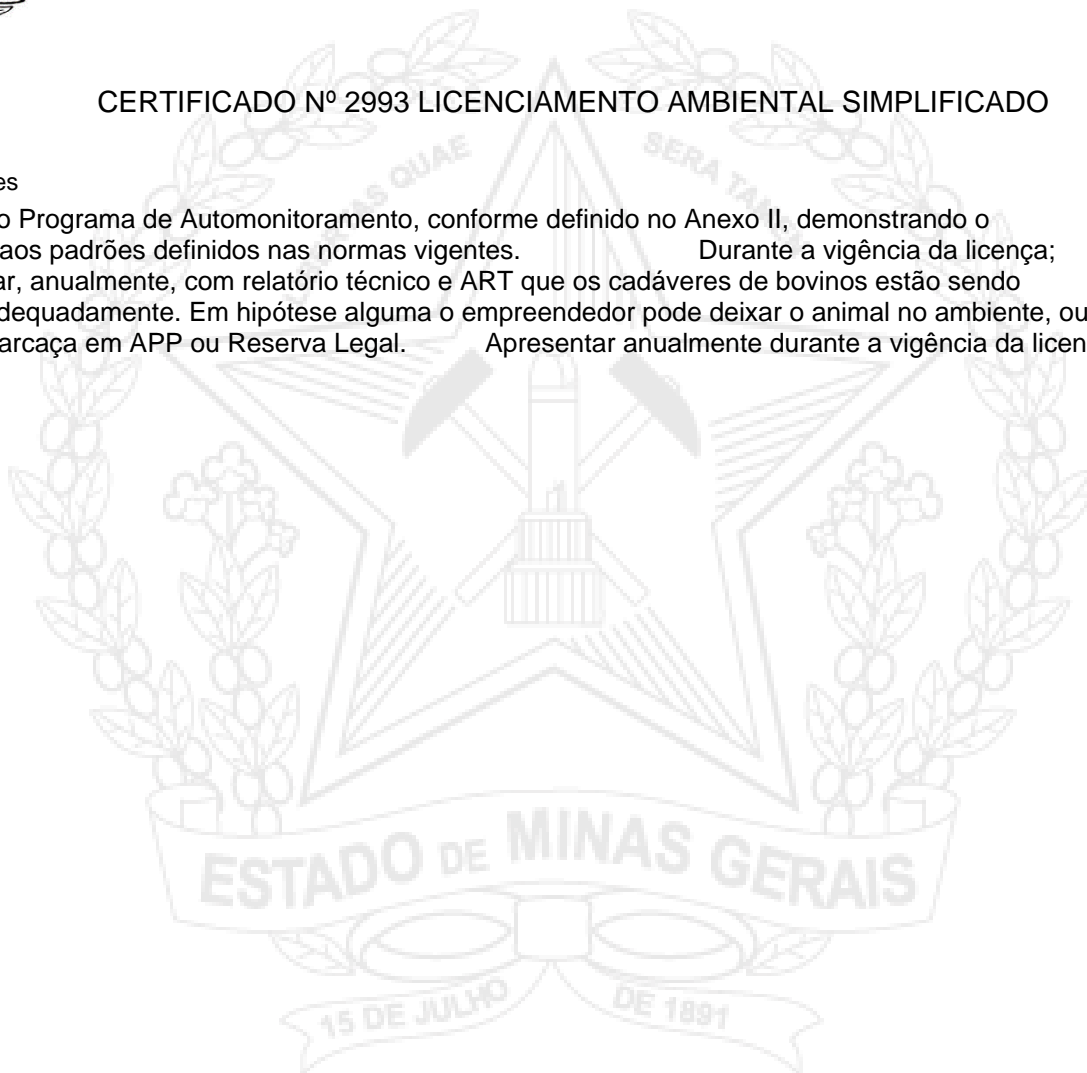 CERTIFICADO Nº 2993 LICENCIAMENTO AMBIENTAL SIMPLIFICADO
es
o Programa de Automonitoramento, conforme definido no Anexo II, demonstrando o
aos padrões definidos nas normas vigentes. Durante a vigência da licença;
ar, anualmente, com relatório técnico e ART que os cadáveres de bovinos estão sendo
dequadamente. Em hipótese alguma o empreendedor pode deixar o animal no ambiente, ou
arcaça em APP ou Reserva Legal. Apresentar anualmente durante a vigência da licen
QUAE SERA TAMEN
ESTADO DE MINAS GERAIS
15 DE JULHO DE 1891